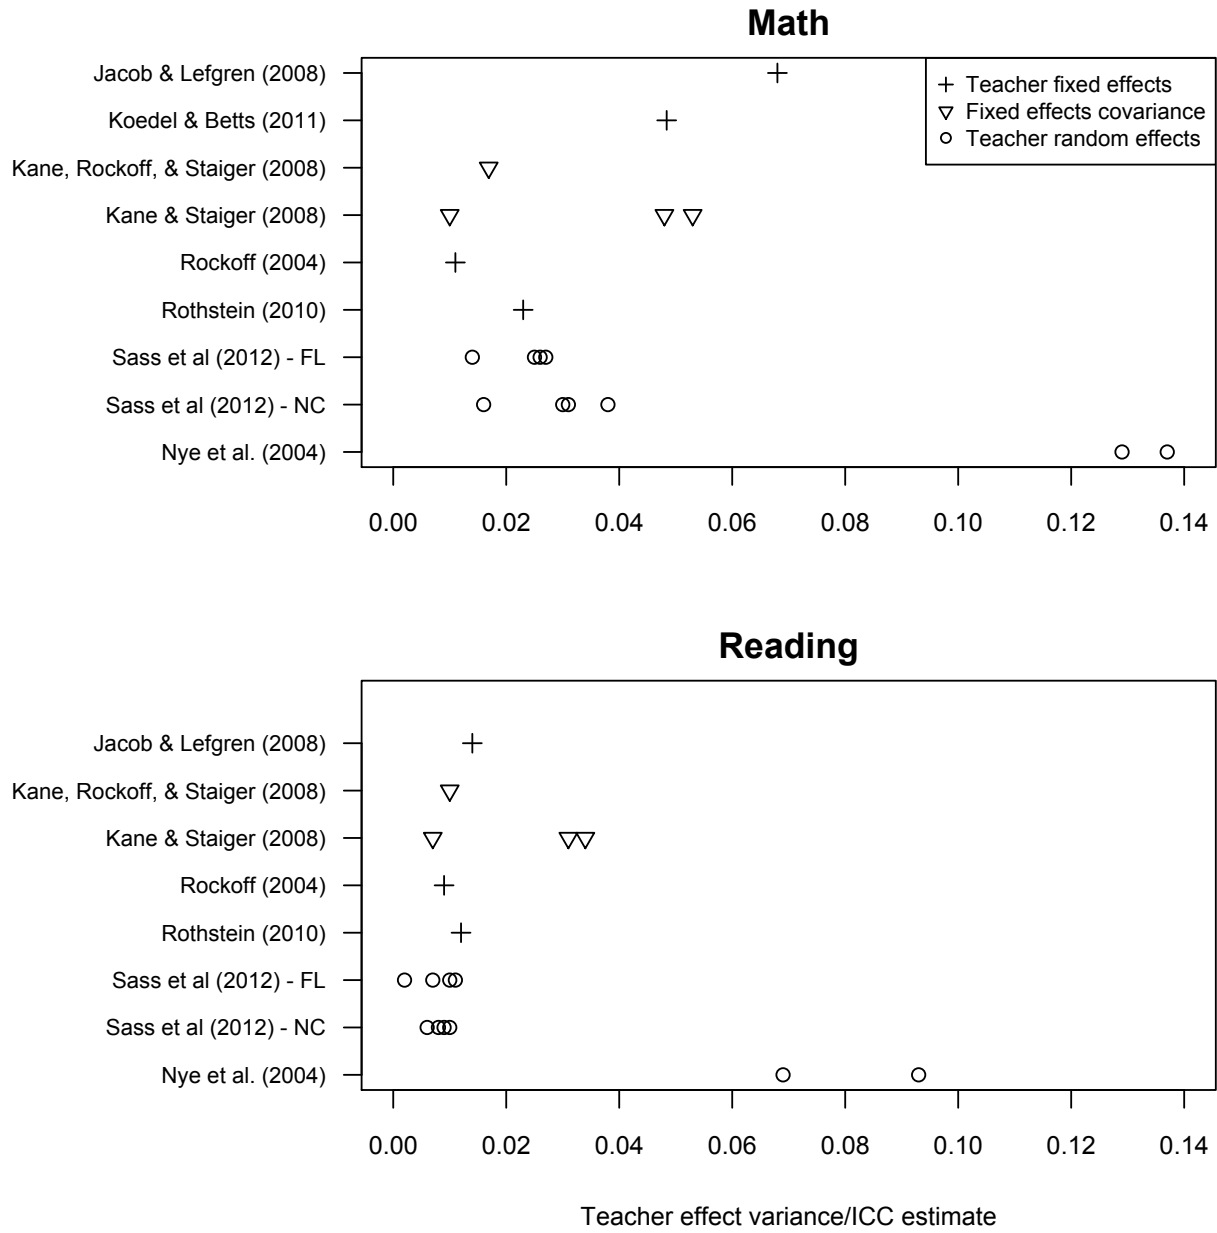 Math
Jacob & Lefgren (2008)
Koedel & Betts (2011)
Kane, Rockoff, & Staiger (2008)
Kane & Staiger (2008)
Rockoff (2004)
Rothstein (2010)
Sass et al (2012) - FL
Sass et al (2012) - NC
Nye et al. (2004)
Teacher fixed effects
Fixed effects covariance
Teacher random effects
0.00 0.02 0.04 0.06 0.08 0.10 0.12 0.14
Reading
Jacob & Lefgren (2008)
Kane, Rockoff, & Staiger (2008)
Kane & Staiger (2008)
Rockoff (2004)
Rothstein (2010)
Sass et al (2012) - FL
Sass et al (2012) - NC
Nye et al. (2004)
0.00 0.02 0.04 0.06 0.08 0.10 0.12 0.14
Teacher effect variance/ICC estimate